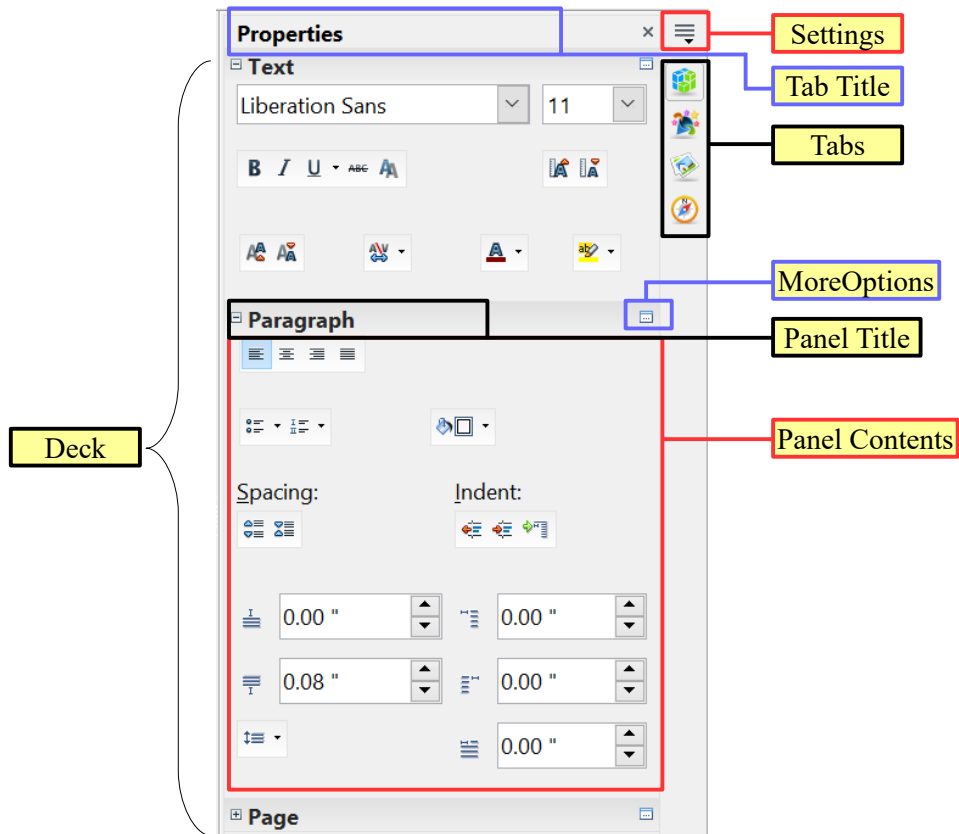 Properties
Settings
Text
Tab Title
Liberation Sans
11
Tabs
B I U ABC
MoreOptions
Paragraph
Panel Title
Deck
Panel Contents
Spacing:
Indent:
0.00 "
0.00 "
0.08 "
0.00 "
0.00 "
Page